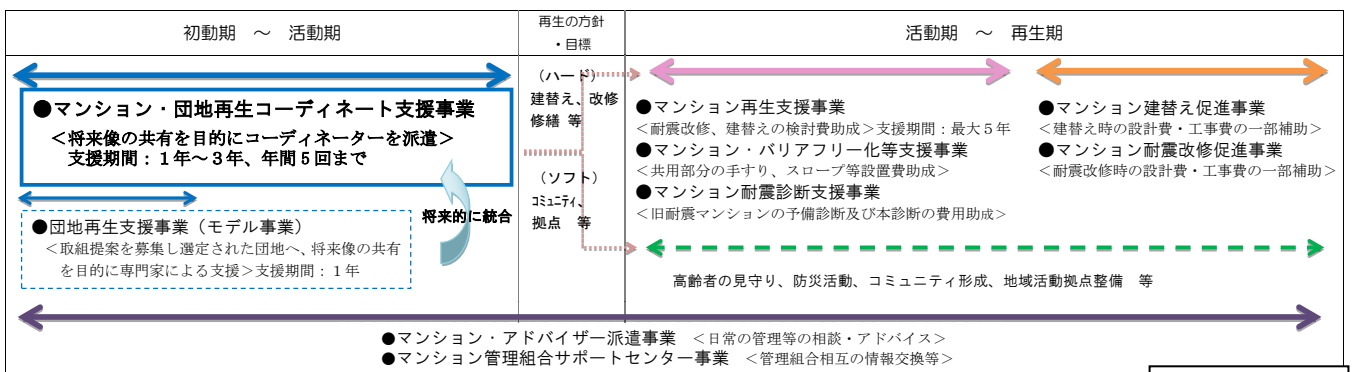 初動期 ～ 活動期
再生の方針
・目標
活動期 ～ 再生期
●マンション・団地再生コーディネート支援事業
＜将来像の共有を目的にコーディネーターを派遣＞
支援期間：１年～３年、年間５回まで
●団地再生支援事業（モデル事業）
＜取組提案を募集し選定された団地へ、将来像の共有
を目的に専門家による支援＞支援期間：１年
将来的に統合
（ハード）
建替え、改修
修繕 等
（ソフト）
コミュニティ、
拠点 等
●マンション再生支援事業
＜耐震改修、建替えの検討費助成＞支援期間：最大５年
●マンション・バリアフリー化等支援事業
＜共用部分の手すり、スロープ等設置費助成＞
●マンション耐震診断支援事業
＜旧耐震マンションの予備診断及び本診断の費用助成＞
●マンション建替え促進事業
＜建替え時の設計費・工事費の一部補助＞
●マンション耐震改修促進事業
＜耐震改修時の設計費・工事費の一部補助＞
高齢者の見守り、防災活動、コミュニティ形成、地域活動拠点整備 等
●マンション・アドバイザー派遣事業 ＜日常の管理等の相談・アドバイス＞
●マンション管理組合サポートセンター事業 ＜管理組合相互の情報交換等＞